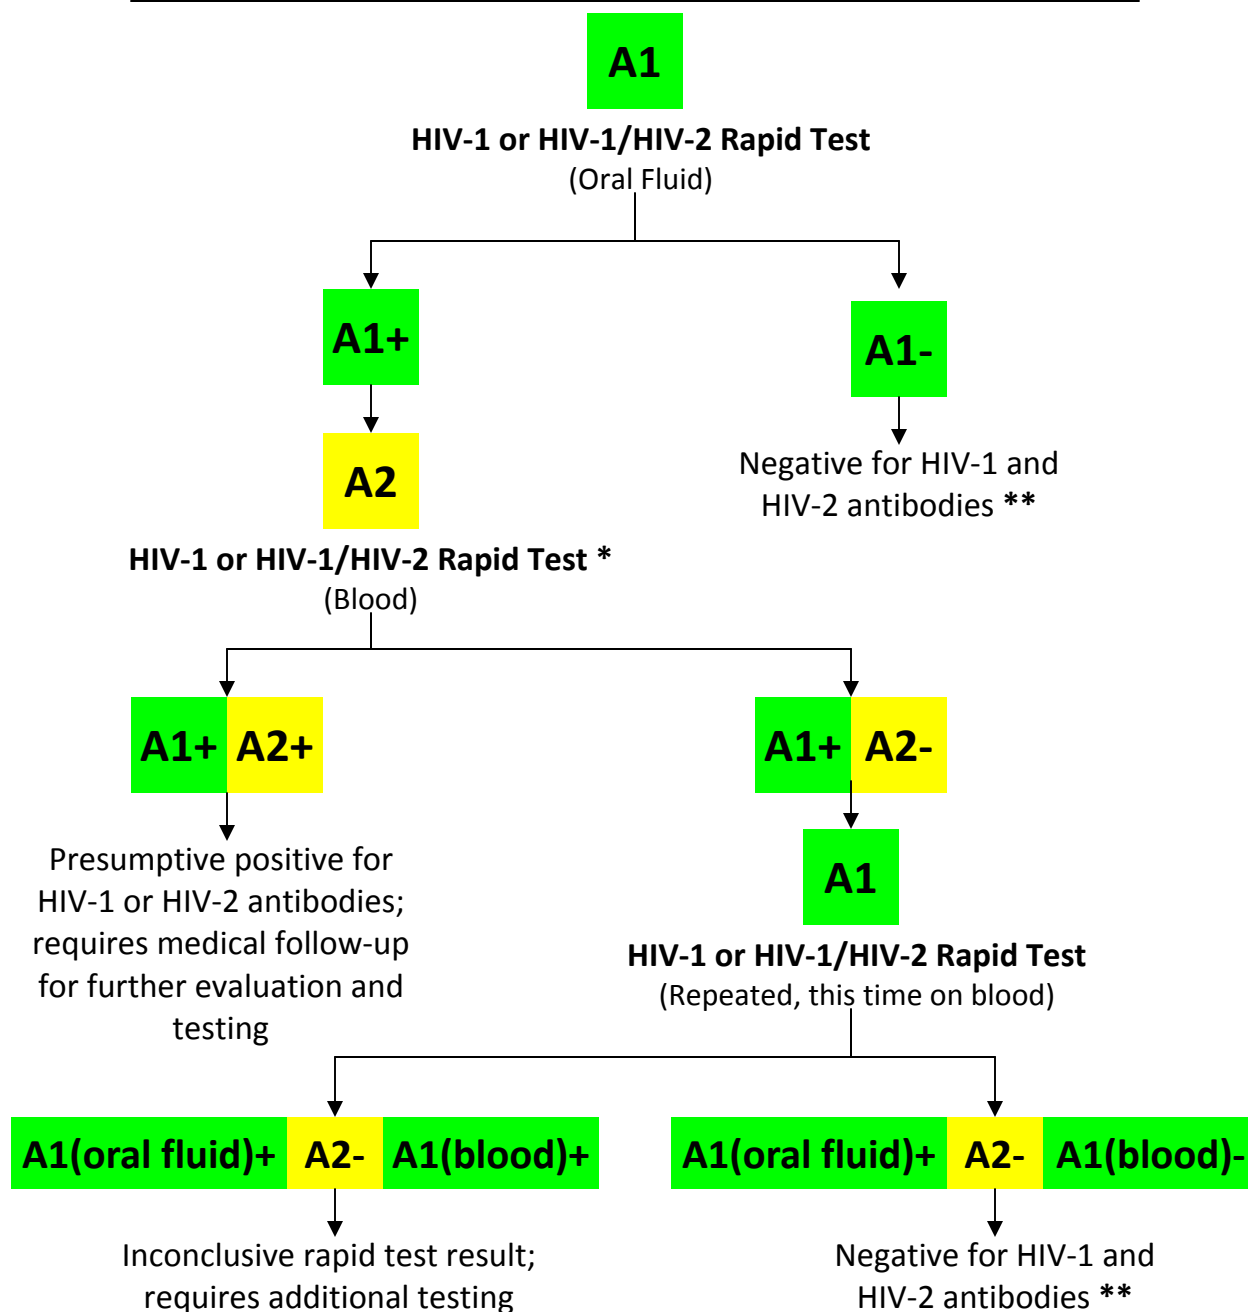 A1
HIV-1 or HIV-1/HIV-2 Rapid Test
(Oral Fluid)
A1+
A1-
A2
Negative for HIV-1 and
HIV-2 antibodies **
HIV-1 or HIV-1/HIV-2 Rapid Test *
(Blood)
A1+ A2+
A1+ A2-
Presumptive positive for
HIV-1 or HIV-2 antibodies;
requires medical follow-up
for further evaluation and
testing
A1
HIV-1 or HIV-1/HIV-2 Rapid Test
(Repeated, this time on blood)
A1(oral fluid)+ A2- A1(blood)+
A1(oral fluid)+ A2- A1(blood)-
Inconclusive rapid test result;
requires additional testing
Negative for HIV-1 and
HIV-2 antibodies **